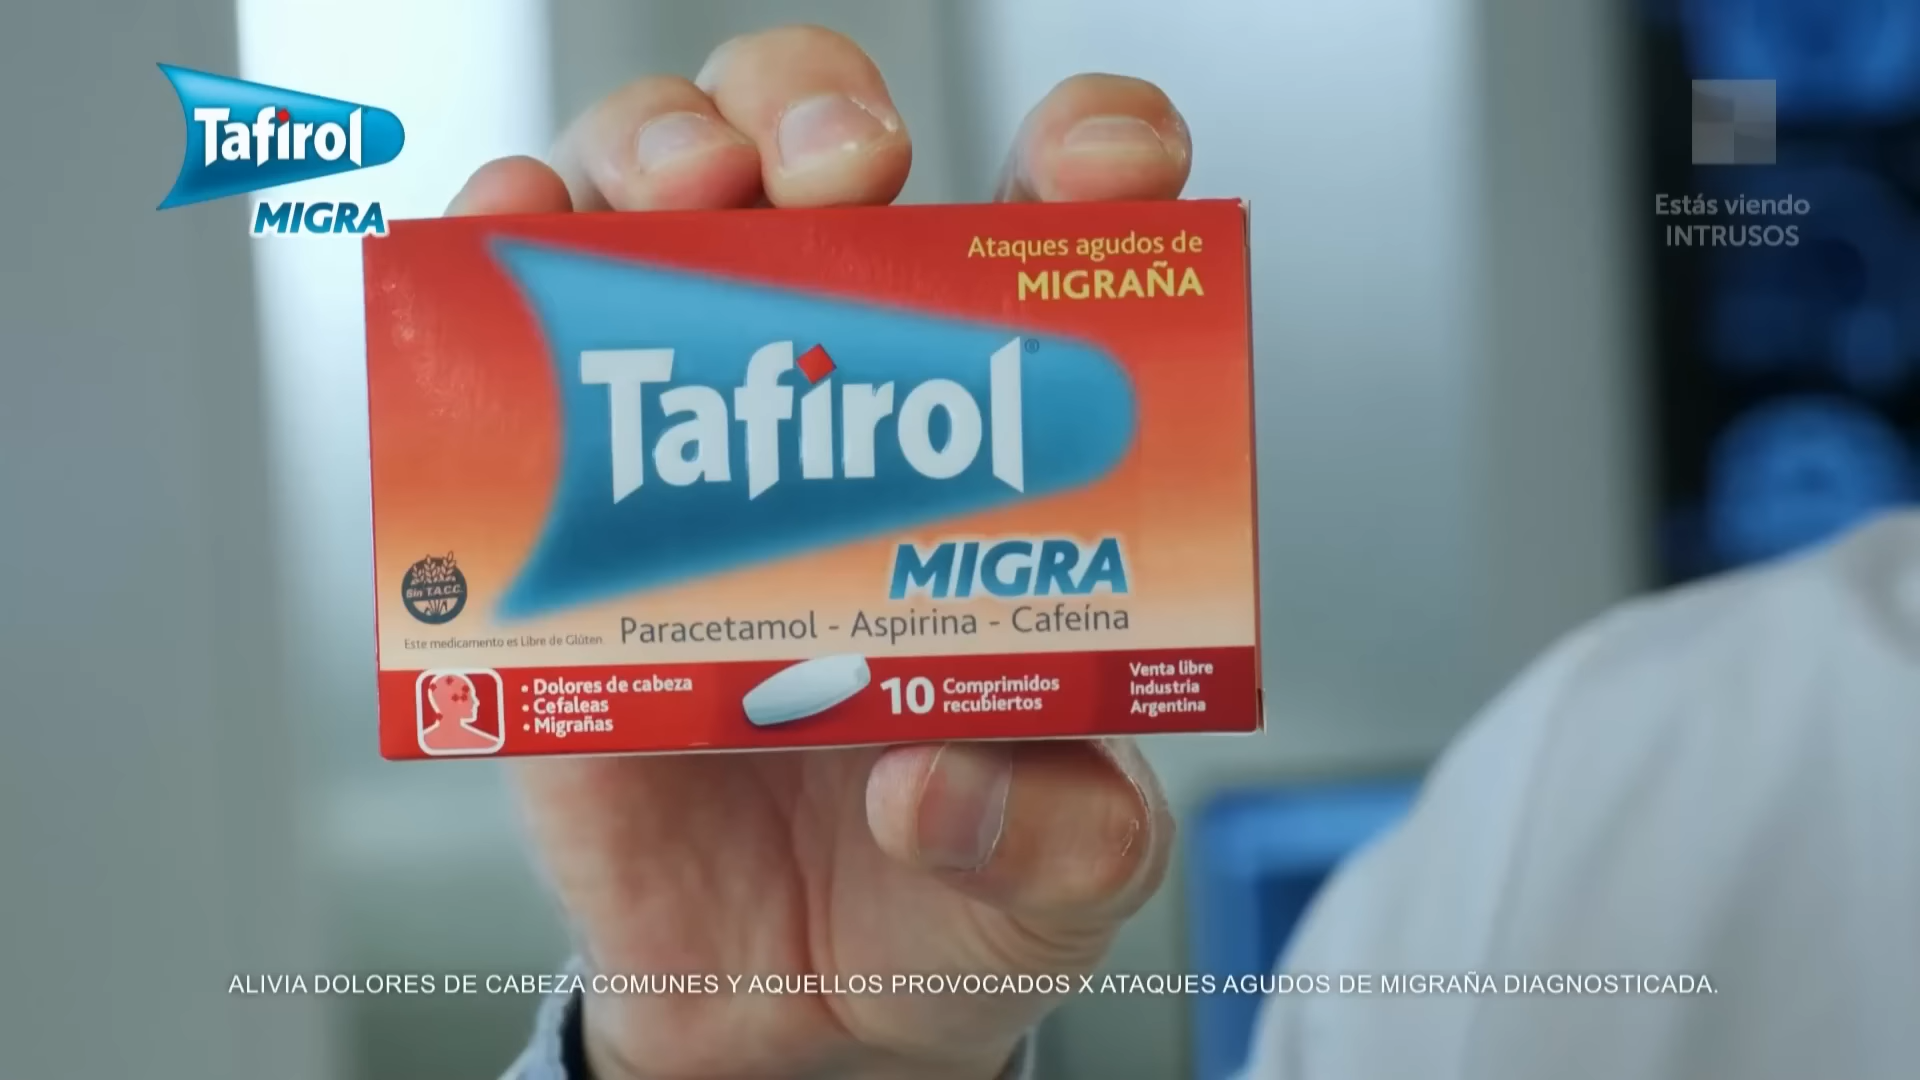 Tafirol
MIGRA
Estás viendo
INTRUSOS
Ataques agudos de
MIGRAÑA
Tafirol®
MIGRA
Paracetamol - Aspirina - Cafeína
Sin T.A.C.C.
Este medicamento es Libre de Glúten.
• Dolores de cabeza
• Cefaleas
• Migrañas
10 Comprimidos
recubiertos
Venta libre
Industria
Argentina
ALIVIA DOLORES DE CABEZA COMUNES Y AQUELLOS PROVOCADOS X ATAQUES AGUDOS DE MIGRAÑA DIAGNOSTICADA.